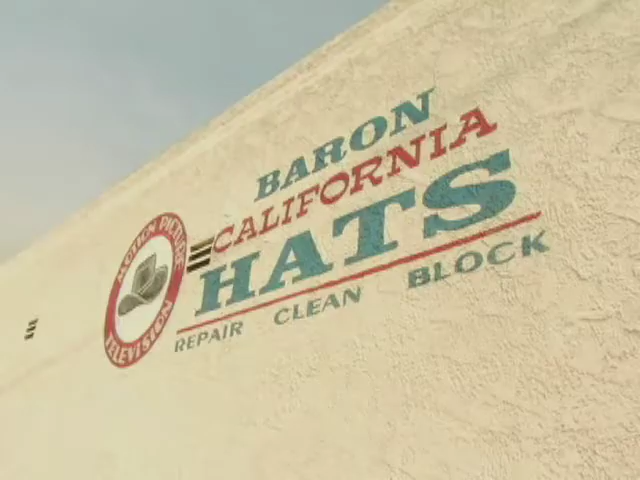 BARON
CALIFORNIA
HATS
REPAIR CLEAN BLOCK
MOTION PICTURE
TELEVISION